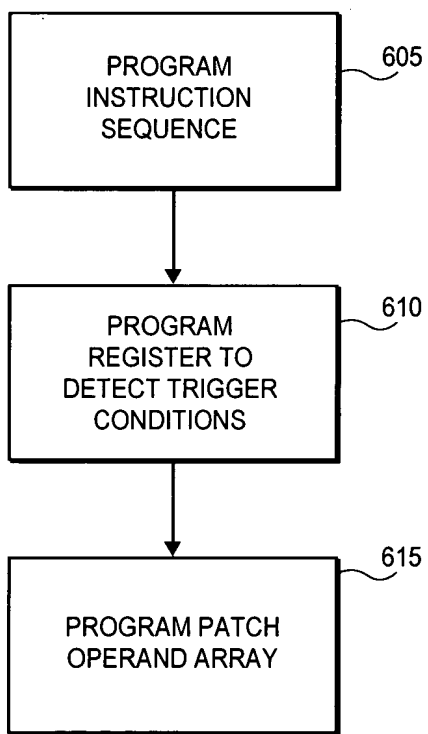 PROGRAM
INSTRUCTION
SEQUENCE
605
PROGRAM
REGISTER TO
DETECT TRIGGER
CONDITIONS
610
PROGRAM PATCH
OPERAND ARRAY
615